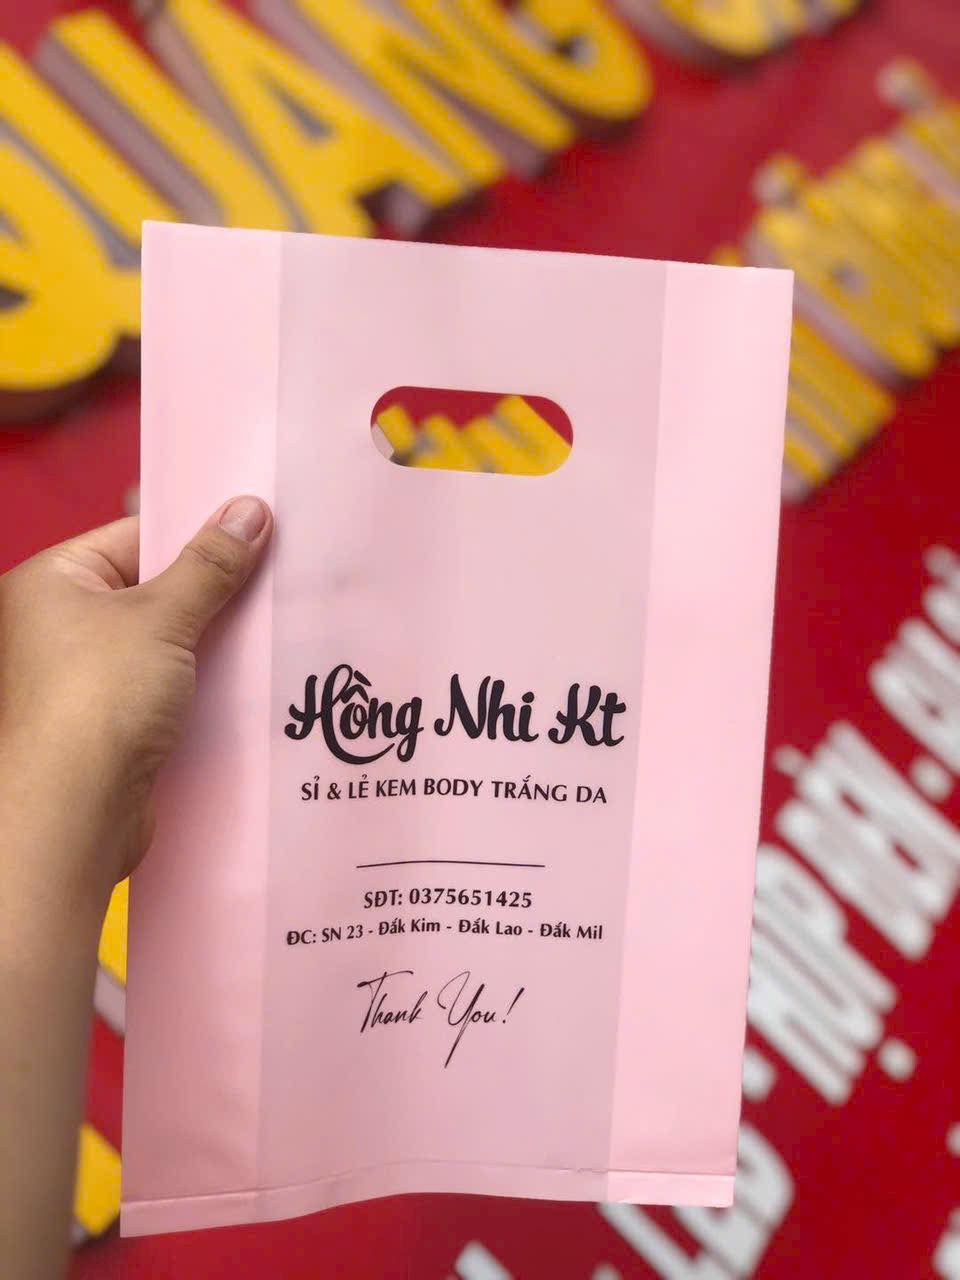 QUANG
Hồng Nhi Kt
SỈ & LẺ KEM BODY TRẮNG DA
SĐT: 0375651425
ĐC: SN 23 - Đắk Kim - Đắk Lao - Đắk Mil
Thank You!